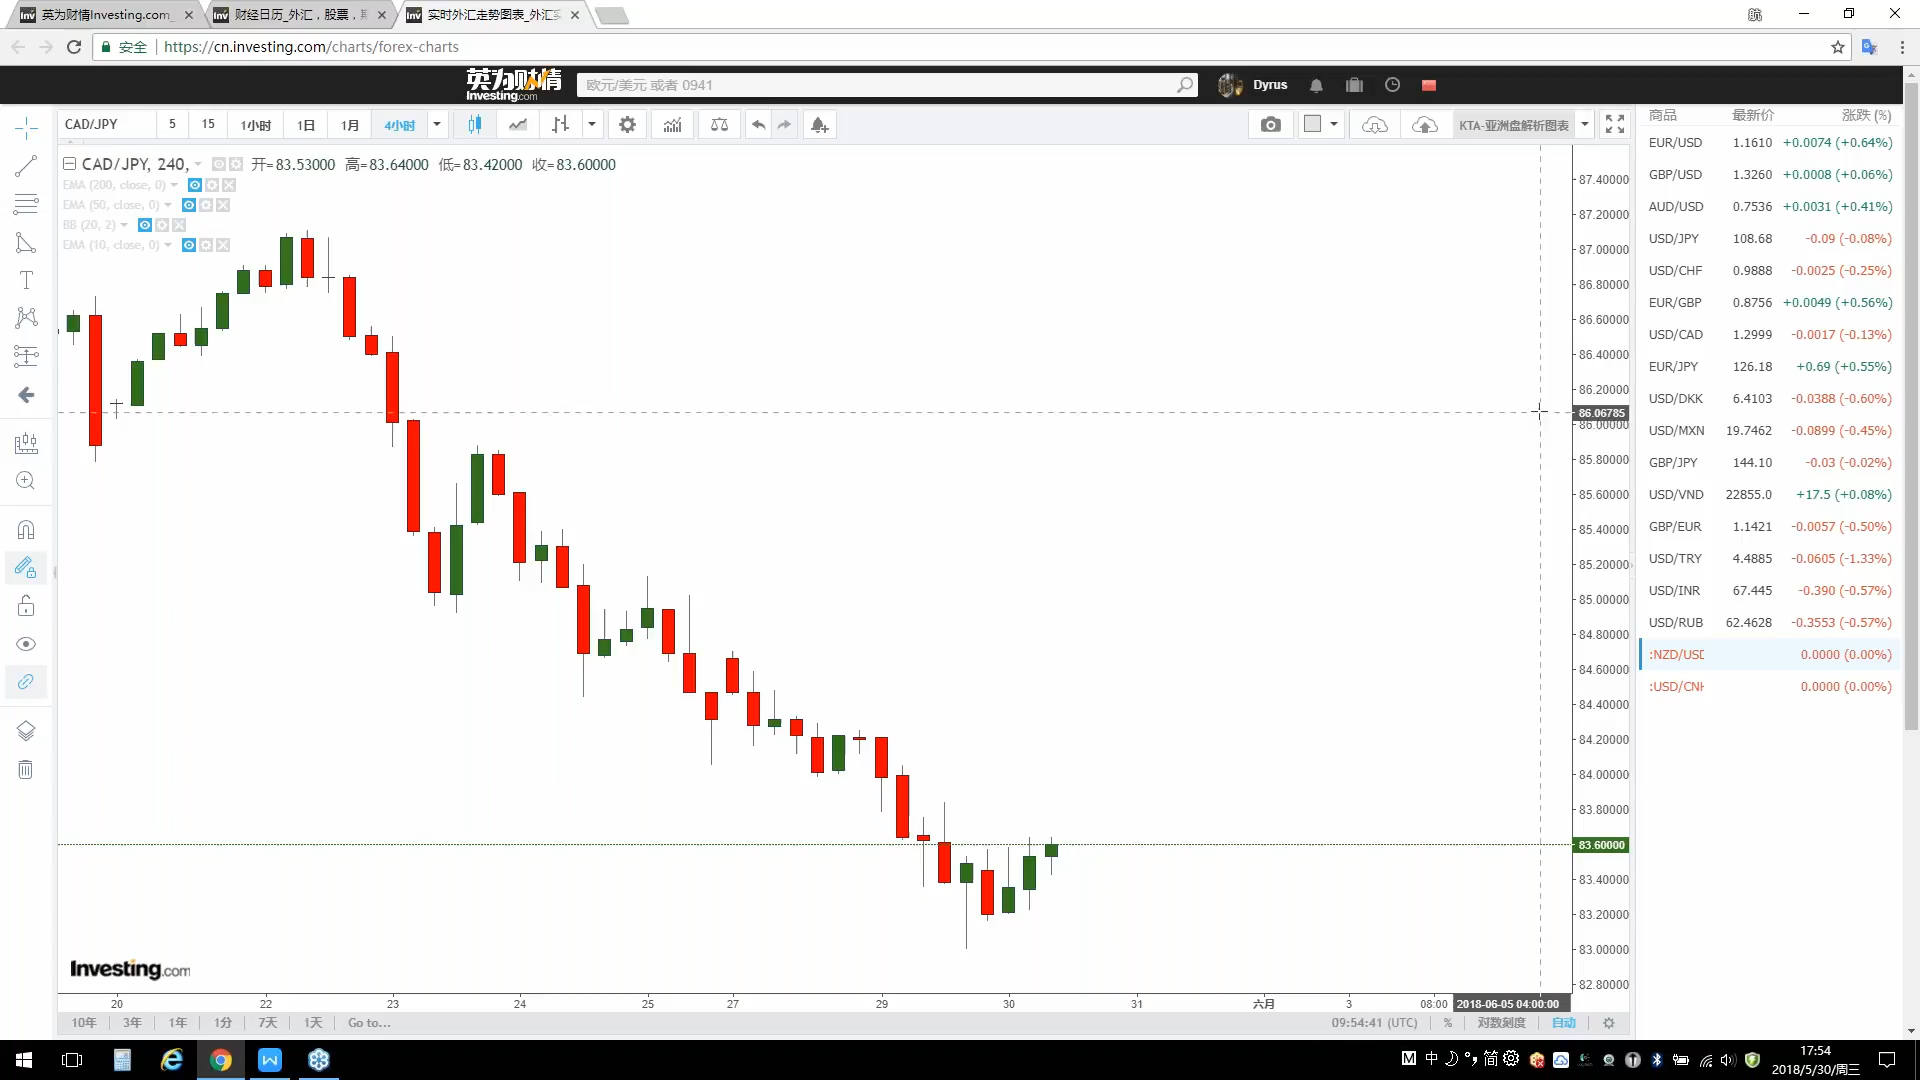 英为财情Investing.com_
财经日历_外汇，股票，
实时外汇走势图表_外汇
航
安全
https://cn.investing.com/charts/forex-charts
英为财情
Investing.com
欧元/美元 或者 0941
Dyrus
CAD/JPY
5
15
1小时
1日
1月
4小时
KTA-亚洲盘解析图表
CAD/JPY, 240,
开=83.53000 高=83.64000 低=83.42000 收=83.60000
EMA (200, close, 0)
EMA (50, close, 0)
BB (20, 2)
EMA (10, close, 0)
87.40000
87.20000
87.00000
86.80000
86.60000
86.40000
86.20000
86.06785
86.00000
85.80000
85.60000
85.40000
85.20000
85.00000
84.80000
84.60000
84.40000
84.20000
84.00000
83.80000
83.60000
83.40000
83.20000
83.00000
82.80000
Investing.com
20 22 23 24 25 27 29 30 31 六月 3 08:00 2018-06-05 04:00:00
10年 3年 1年 1分 7天 1天 Go to...
09:54:41 (UTC) % 对数刻度 自动
商品 最新价 涨跌 (%)
EUR/USD 1.1610 +0.0074 (+0.64%)
GBP/USD 1.3260 +0.0008 (+0.06%)
AUD/USD 0.7536 +0.0031 (+0.41%)
USD/JPY 108.68 -0.09 (-0.08%)
USD/CHF 0.9888 -0.0025 (-0.25%)
EUR/GBP 0.8756 +0.0049 (+0.56%)
USD/CAD 1.2999 -0.0017 (-0.13%)
EUR/JPY 126.18 +0.69 (+0.55%)
USD/DKK 6.4103 -0.0388 (-0.60%)
USD/MXN 19.7462 -0.0899 (-0.45%)
GBP/JPY 144.10 -0.03 (-0.02%)
USD/VND 22855.0 +17.5 (+0.08%)
GBP/EUR 1.1421 -0.0057 (-0.50%)
USD/TRY 4.4885 -0.0605 (-1.33%)
USD/INR 67.445 -0.390 (-0.57%)
USD/RUB 62.4628 -0.3553 (-0.57%)
:NZD/USD 0.0000 (0.00%)
:USD/CNH 0.0000 (0.00%)
M 中 简
17:54
2018/5/30/周三